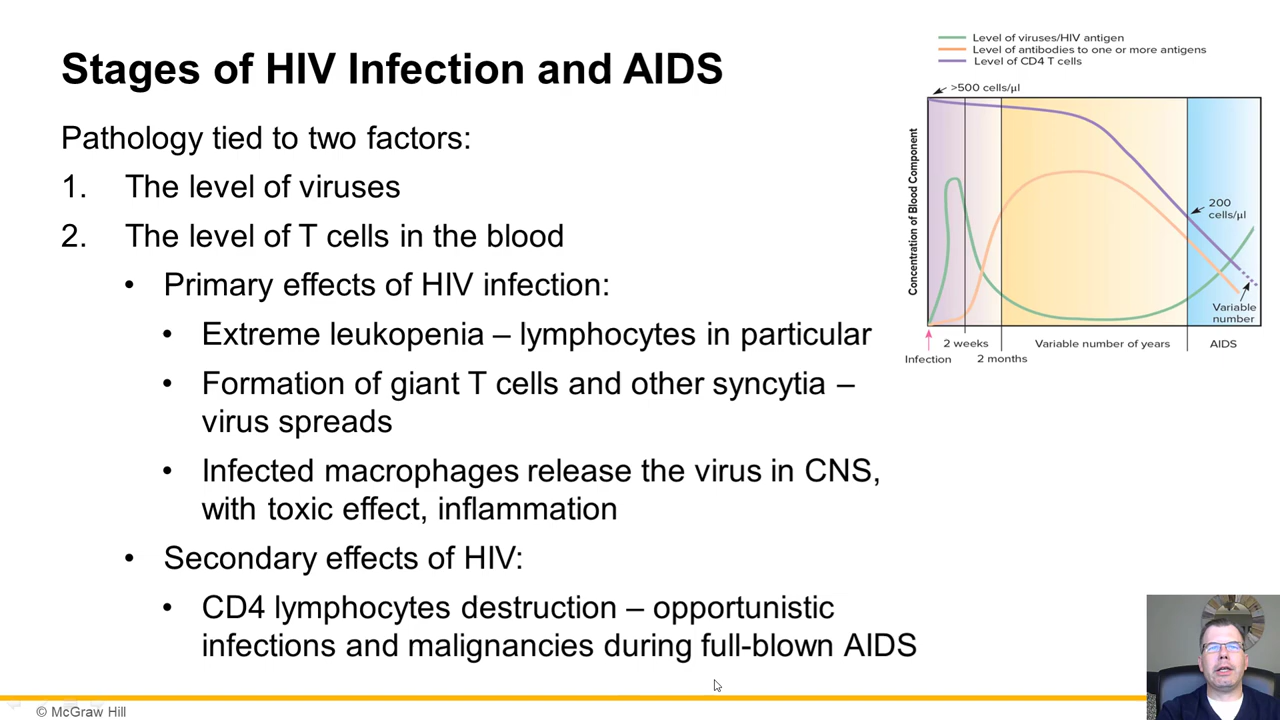 Stages of HIV Infection and AIDS
Pathology tied to two factors:
1. The level of viruses
2. The level of T cells in the blood
• Primary effects of HIV infection:
• Extreme leukopenia – lymphocytes in particular
• Formation of giant T cells and other syncytia –
virus spreads
• Infected macrophages release the virus in CNS,
with toxic effect, inflammation
• Secondary effects of HIV:
• CD4 lymphocytes destruction – opportunistic
infections and malignancies during full-blown AIDS
Level of viruses/HIV antigen
Level of antibodies to one or more antigens
Level of CD4 T cells
>500 cells/µl
Concentration of Blood Component
200
cells/µl
Variable
number
2 weeks
Variable number of years
AIDS
Infection
2 months
© McGraw Hill